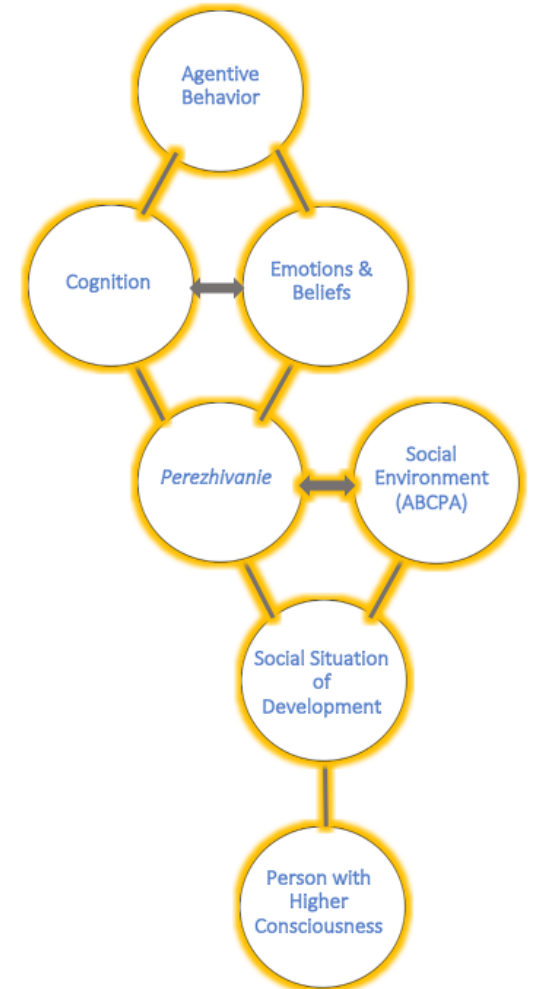 Agentive
Behavior
Cognition
Emotions &
Beliefs
Perezhivanie
Social
Environment
(ABCPA)
Social Situation
of
Development
Person with
Higher
Consciousness